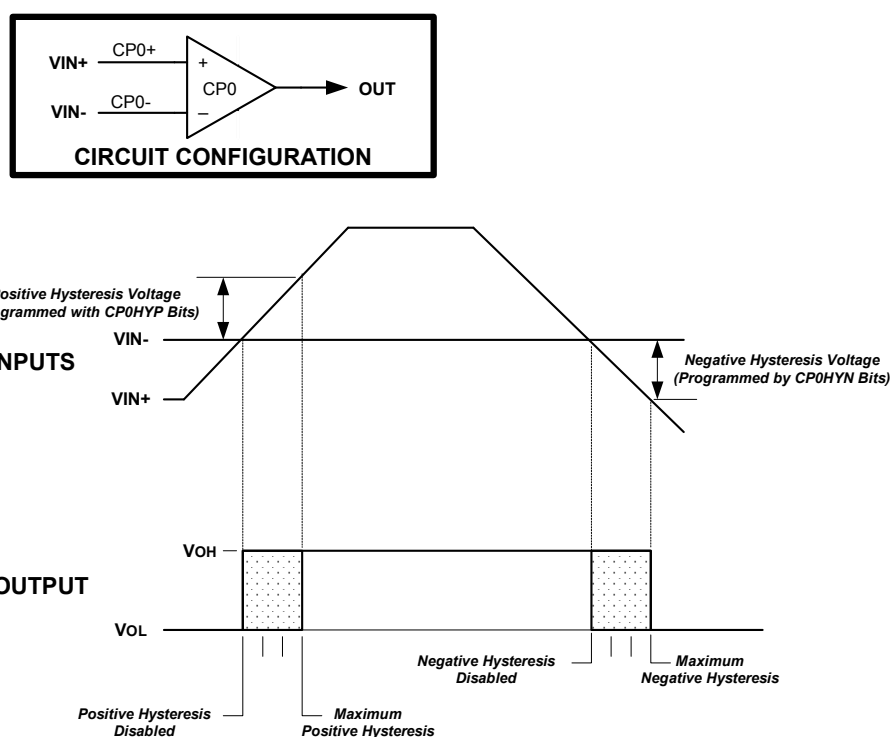 VIN+
CP0+
+
CP0
OUT
VIN-
CP0-
–
CIRCUIT CONFIGURATION
ositive Hysteresis Voltage
grammed with CP0HYP Bits)
VIN-
NPUTS
VIN+
Negative Hysteresis Voltage
(Programmed by CP0HYN Bits)
VOH
OUTPUT
VOL
Negative Hysteresis
Disabled
Maximum
Negative Hysteresis
Positive Hysteresis
Disabled
Maximum
Positive Hysteresis